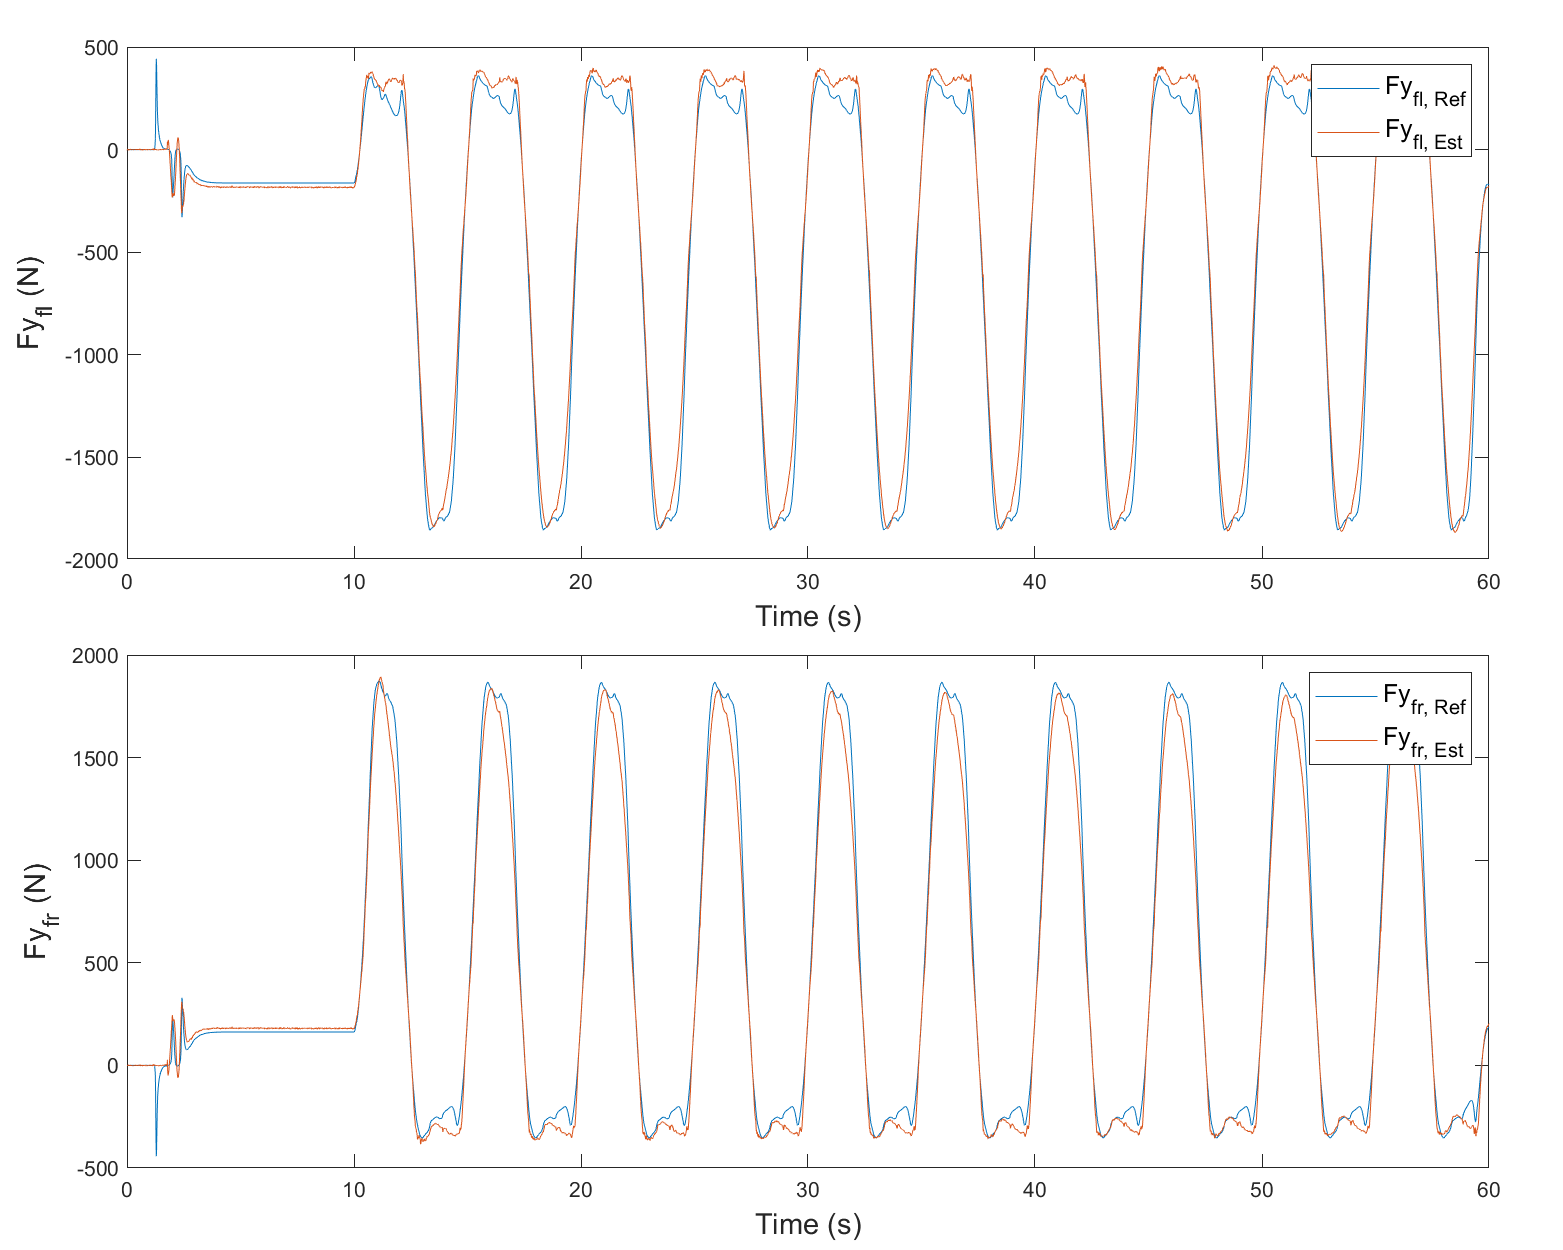 500
0
-500
-1000
-1500
-2000
Fy_fl (N)
0 10 20 30 40 50 60
Time (s)
Fy_fl, Ref
Fy_fl, Est
2000
1500
1000
500
0
-500
Fy_fr (N)
0 10 20 30 40 50 60
Time (s)
Fy_fr, Ref
Fy_fr, Est